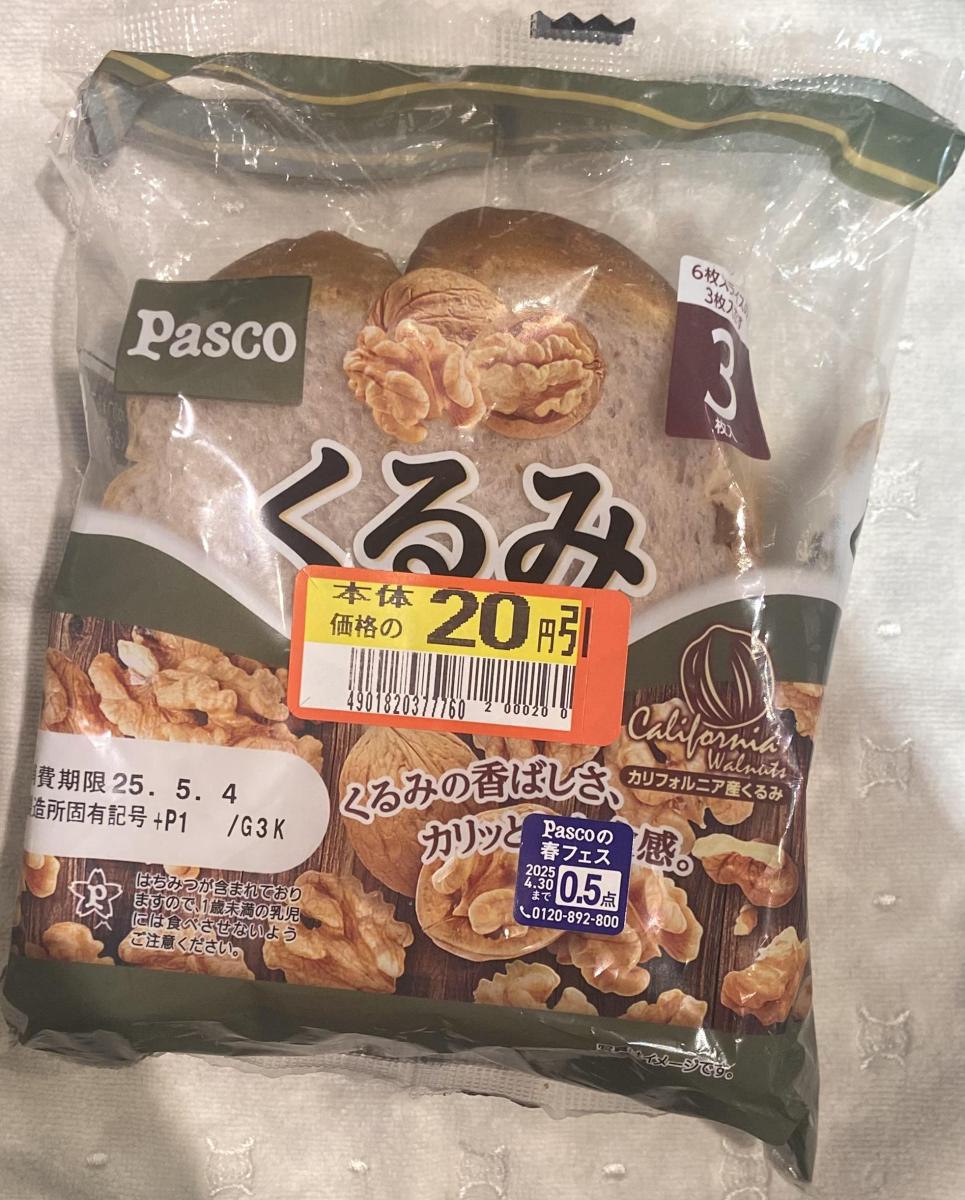 Pasco
6枚入
3枚入
3
枚入
くるみ
本体
価格の 20円引
4901820377760 2 00020 0
California
Walnuts
カリフォルニア産くるみ
費期限 25. 5. 4
造所固有記号 +P1 /G3K
くるみの香ばしさ、
カリッと
感。
Pascoの
春フェス
2025
4.30
まで
0.5点
0120-892-800
はちみつが含まれており
ますので、1歳未満の乳児
には食べさせないよう
ご注意ください。
イメージです。